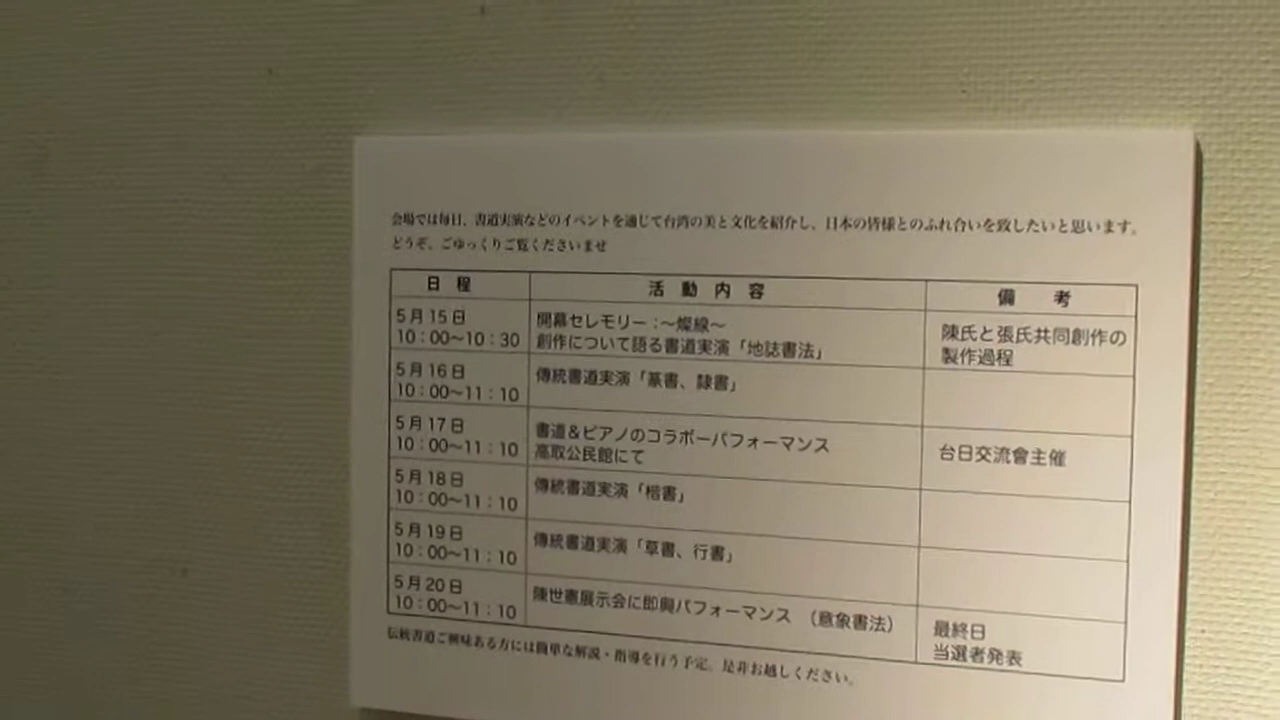 会場では毎日、書道実演などのイベントを通じて台湾の美と文化を紹介し、日本の皆様とのふれ合いを致したいと思います。
どうぞ、ごゆっくりご覧くださいませ
日 程 活 動 内 容 備 考
5月15日
10：00〜10：30
開幕セレモリー：〜燦線〜
創作について語る書道実演「地誌書法」
陳氏と張氏共同創作の
製作過程
5月16日
10：00〜11：10
傳統書道実演「篆書、隷書」
5月17日
10：00〜11：10
書道＆ピアノのコラボーパフォーマンス
高取公民館にて
台日交流會主催
5月18日
10：00〜11：10
傳統書道実演「楷書」
5月19日
10：00〜11：10
傳統書道実演「草書、行書」
5月20日
10：00〜11：10
陳世憲展示会に即興パフォーマンス （意象書法）
最終日
当選者発表
伝統書道ご興味ある方には簡単な解説・指導を行う予定。是非お越しください。